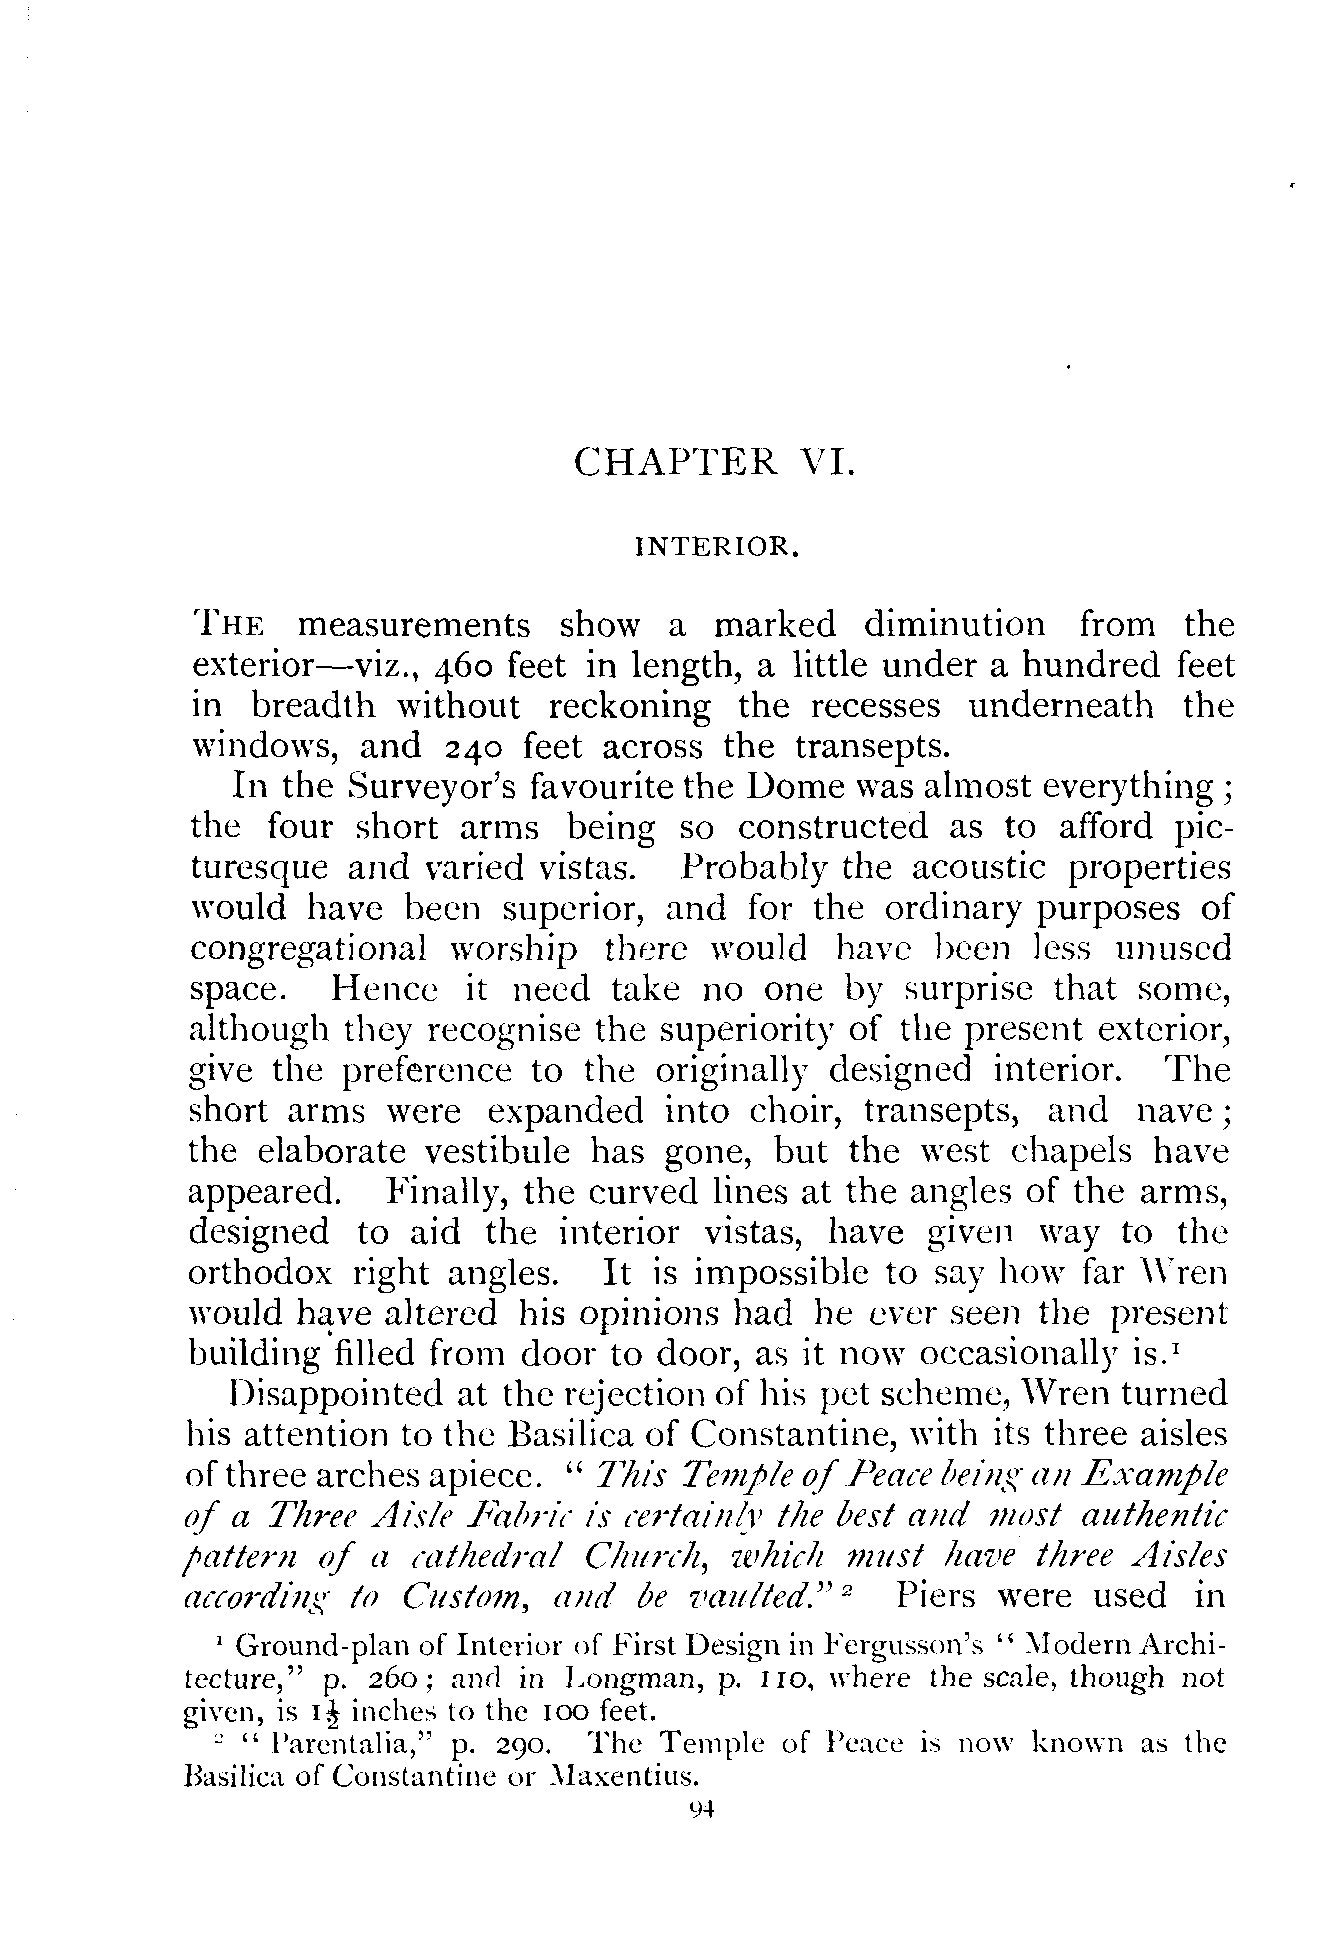 CHAPTER VI.
INTERIOR.
THE measurements show a marked diminution from the
exterior—viz., 460 feet in length, a little under a hundred feet
in breadth without reckoning the recesses underneath the
windows, and 240 feet across the transepts.
In the Surveyor's favourite the Dome was almost everything ;
the four short arms being so constructed as to afford pic-
turesque and varied vistas. Probably the acoustic properties
would have been superior, and for the ordinary purposes of
congregational worship there would have been less unused
space. Hence it need take no one by surprise that some,
although they recognise the superiority of the present exterior,
give the preference to the originally designed interior. The
short arms were expanded into choir, transepts, and nave ;
the elaborate vestibule has gone, but the west chapels have
appeared. Finally, the curved lines at the angles of the arms,
designed to aid the interior vistas, have given way to the
orthodox right angles. It is impossible to say how far Wren
would have altered his opinions had he ever seen the present
building filled from door to door, as it now occasionally is.¹
Disappointed at the rejection of his pet scheme, Wren turned
his attention to the Basilica of Constantine, with its three aisles
of three arches apiece. " This Temple of Peace being an Example
of a Three Aisle Fabric is certainly the best and most authentic
pattern of a cathedral Church, which must have three Aisles
according to Custom, and be vaulted." ² Piers were used in
¹ Ground-plan of Interior of First Design in Fergusson's " Modern Archi-
tecture," p. 260 ; and in Longman, p. 110, where the scale, though not
given, is 1½ inches to the 100 feet.
² " Parentalia," p. 290. The Temple of Peace is now known as the
Basilica of Constantine or Maxentius.
94